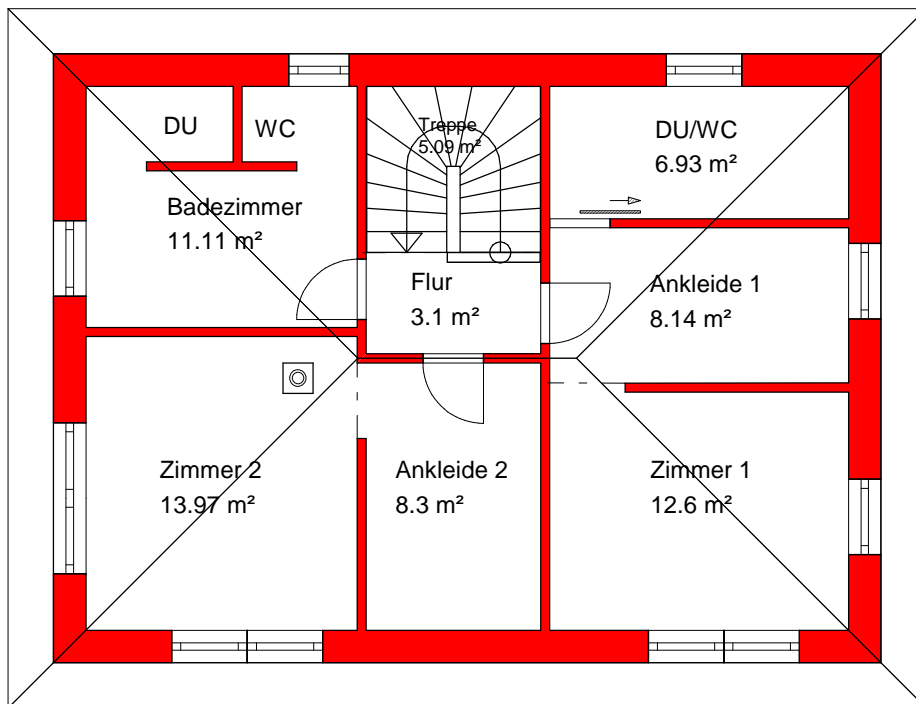 DU
WC
Treppe
5.09 m²
DU/WC
6.93 m²
Badezimmer
11.11 m²
Flur
3.1 m²
Ankleide 1
8.14 m²
Zimmer 2
13.97 m²
Ankleide 2
8.3 m²
Zimmer 1
12.6 m²